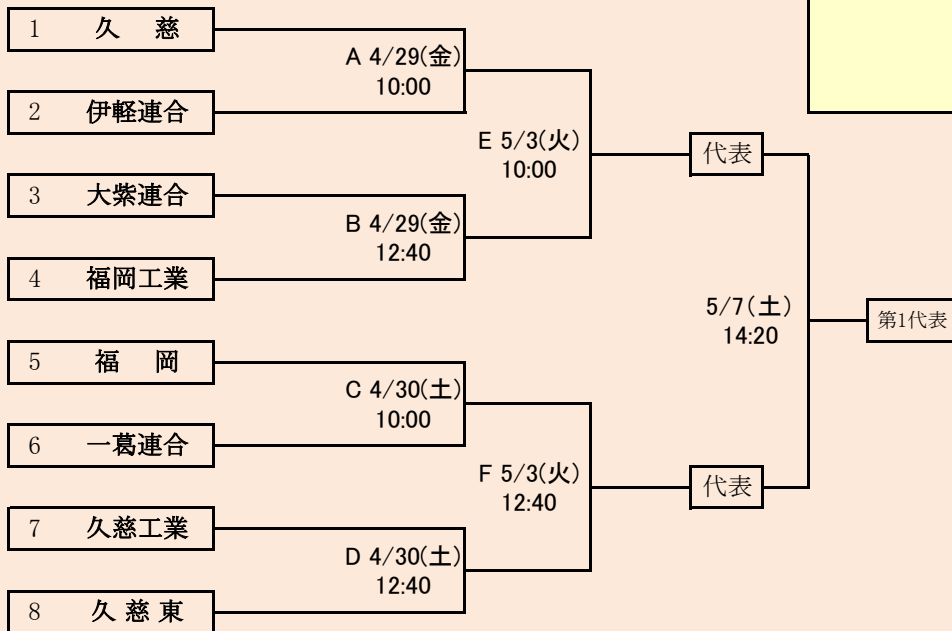 1 久 慈
A 4/29(金)
10:00
2 伊軽連合
E 5/3(火)
10:00
代表
3 大紫連合
B 4/29(金)
12:40
4 福岡工業
5/7(土)
14:20
第1代表
5 福 岡
C 4/30(土)
10:00
6 一葛連合
F 5/3(火)
12:40
代表
7 久慈工業
D 4/30(土)
12:40
8 久 慈 東